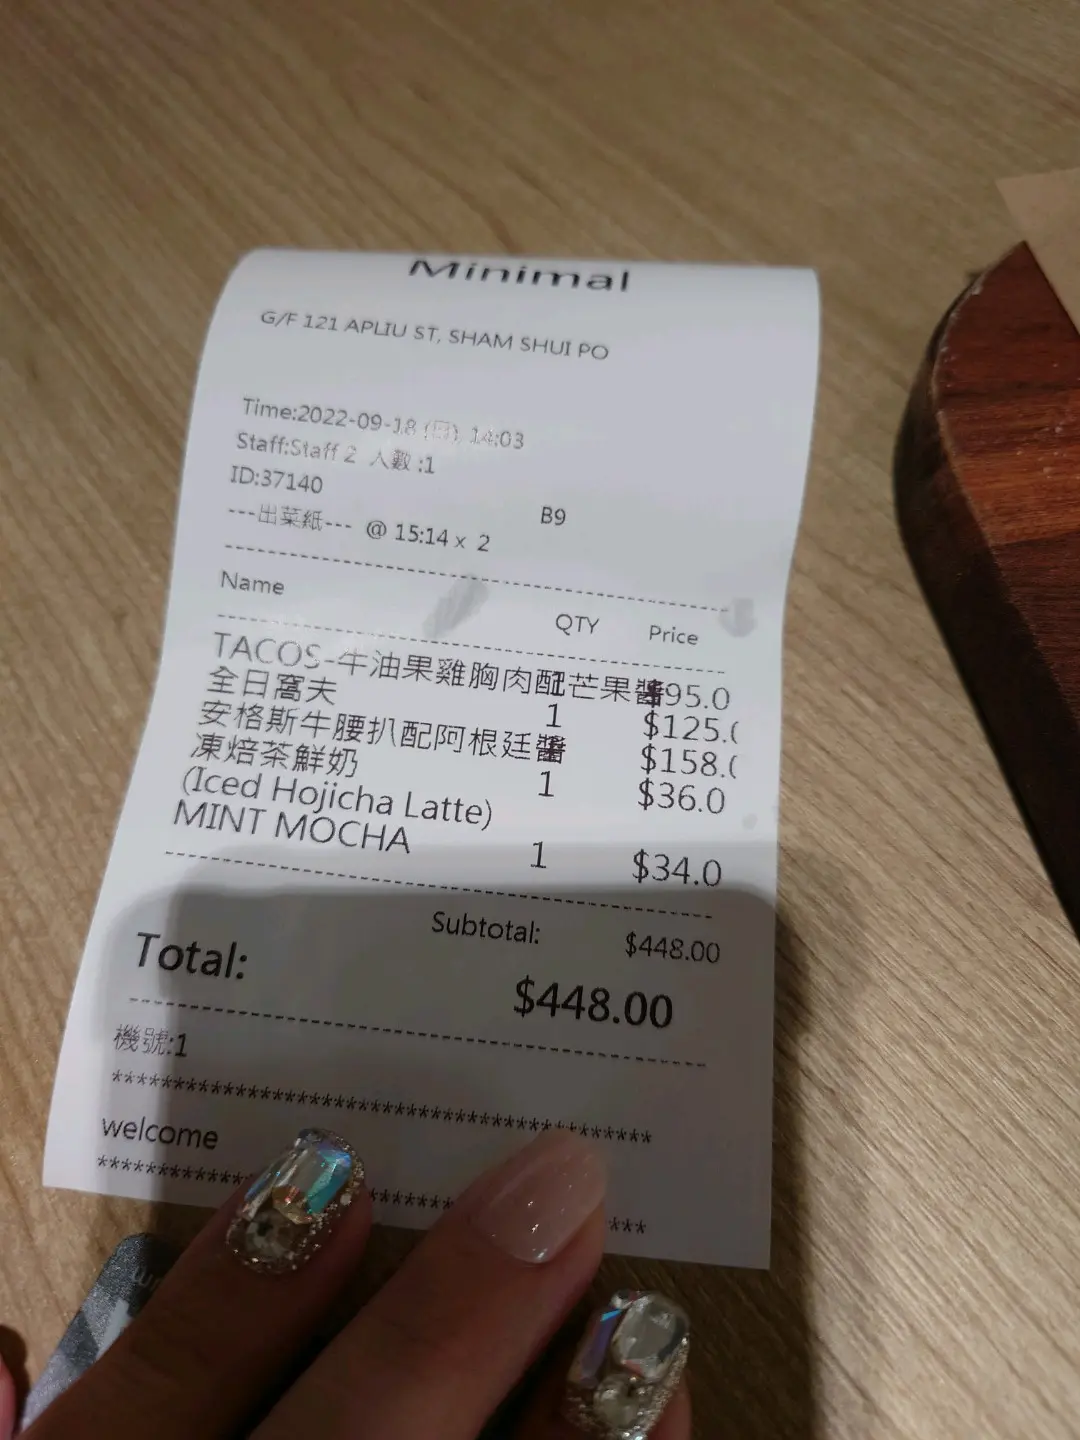 Minimal
G/F 121 APLIU ST, SHAM SHUI PO
Time:2022-09-18 (日) 14:03
Staff:Staff 2 人數 :1
ID:37140
B9
---出菜紙--- @ 15:14 x 2
Name QTY Price
TACOS-牛油果雞胸肉配芒果醬 $95.0
全日窩夫 1 $125.
安格斯牛腰扒配阿根廷醬 $158.
凍焙茶鮮奶 1 $36.0
(Iced Hojicha Latte)
MINT MOCHA 1 $34.0
Subtotal: $448.00
Total: $448.00
機號:1
*******************************************
welcome